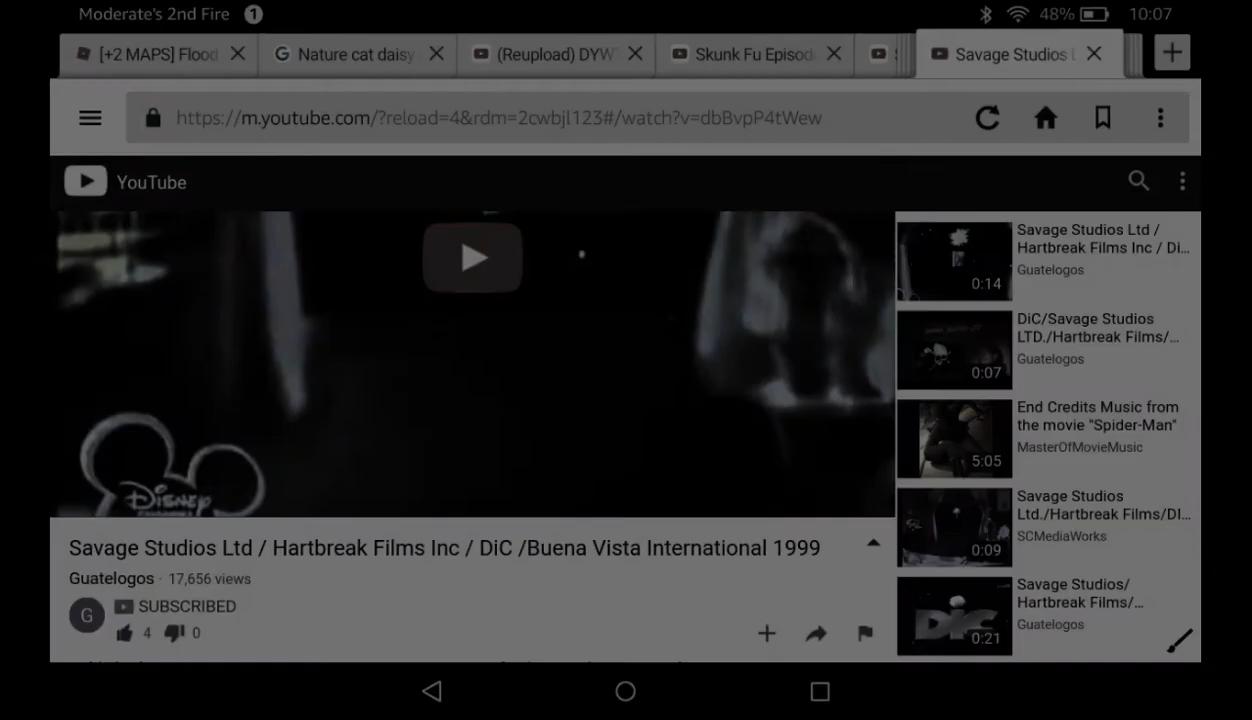 Moderate's 2nd Fire 1 48% 10:07
[+2 MAPS] Flood Nature cat daisy (Reupload) DYW Skunk Fu Episod Savage Studios L
https://m.youtube.com/?reload=4&rdm=2cwbjl123#/watch?v=dbBvpP4tWew
YouTube
Disney
CHANNEL
Savage Studios Ltd / Hartbreak Films Inc / DiC /Buena Vista International 1999
Guatelogos · 17,656 views
G SUBSCRIBED
4 0
Savage Studios Ltd /
Hartbreak Films Inc / Di...
Guatelogos
0:14
DiC/Savage Studios
LTD./Hartbreak Films/...
Guatelogos
0:07
End Credits Music from
the movie "Spider-Man"
MasterOfMovieMusic
5:05
Savage Studios
Ltd./Hartbreak Films/DI...
SCMediaWorks
0:09
Savage Studios/
Hartbreak Films/...
Guatelogos
DiC
0:21